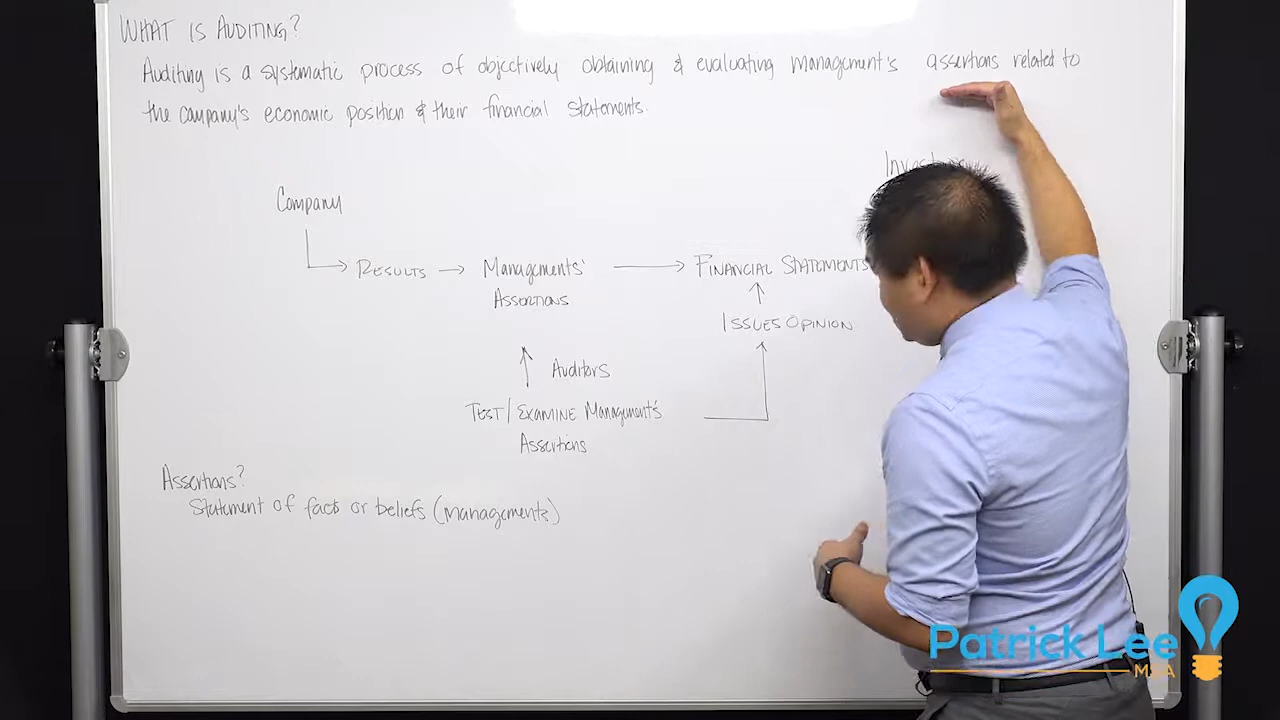 WHAT IS AUDITING?
Auditing is a systematic process of objectively obtaining & evaluating management's assertions related to
the company's economic position & their financial statements.
Company
RESULTS
Managements'
ASSERTIONS
FINANCIAL STATEMENTS
ISSUES OPINION
Auditors
TEST/EXAMINE Management's
Assertions
Assertions?
Statement of facts or beliefs (managements)
Patrick Lee
MSA